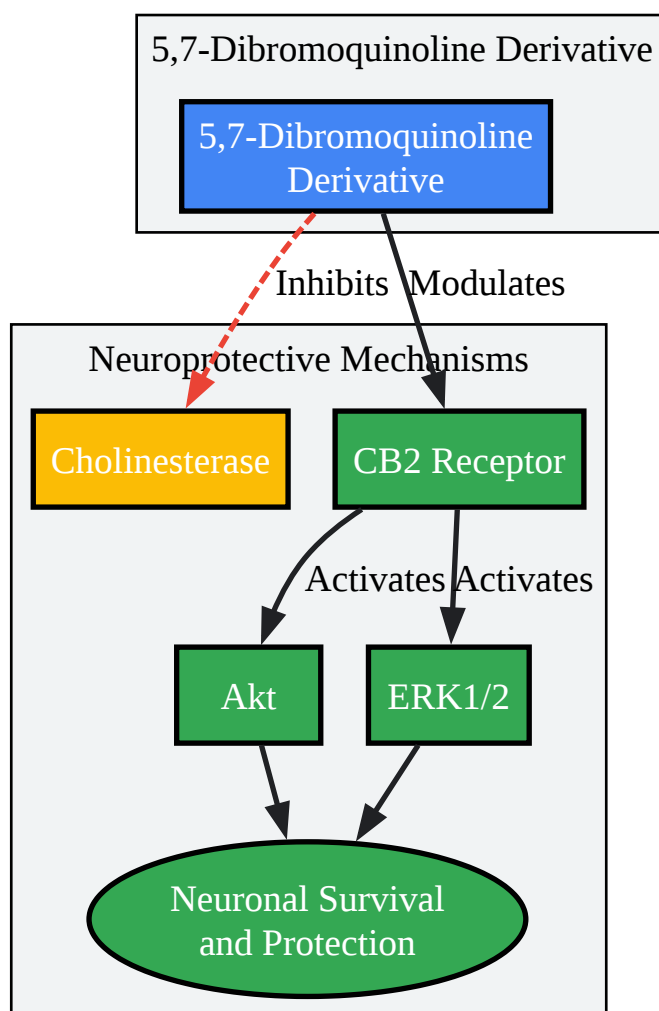 5,7-Dibromoquinoline Derivative
5,7-Dibromoquinoline
Derivative
Inhibits
Modulates
Neuroprotective Mechanisms
Cholinesterase
CB2 Receptor
Activates
Activates
Akt
ERK1/2
Neuronal Survival
and Protection